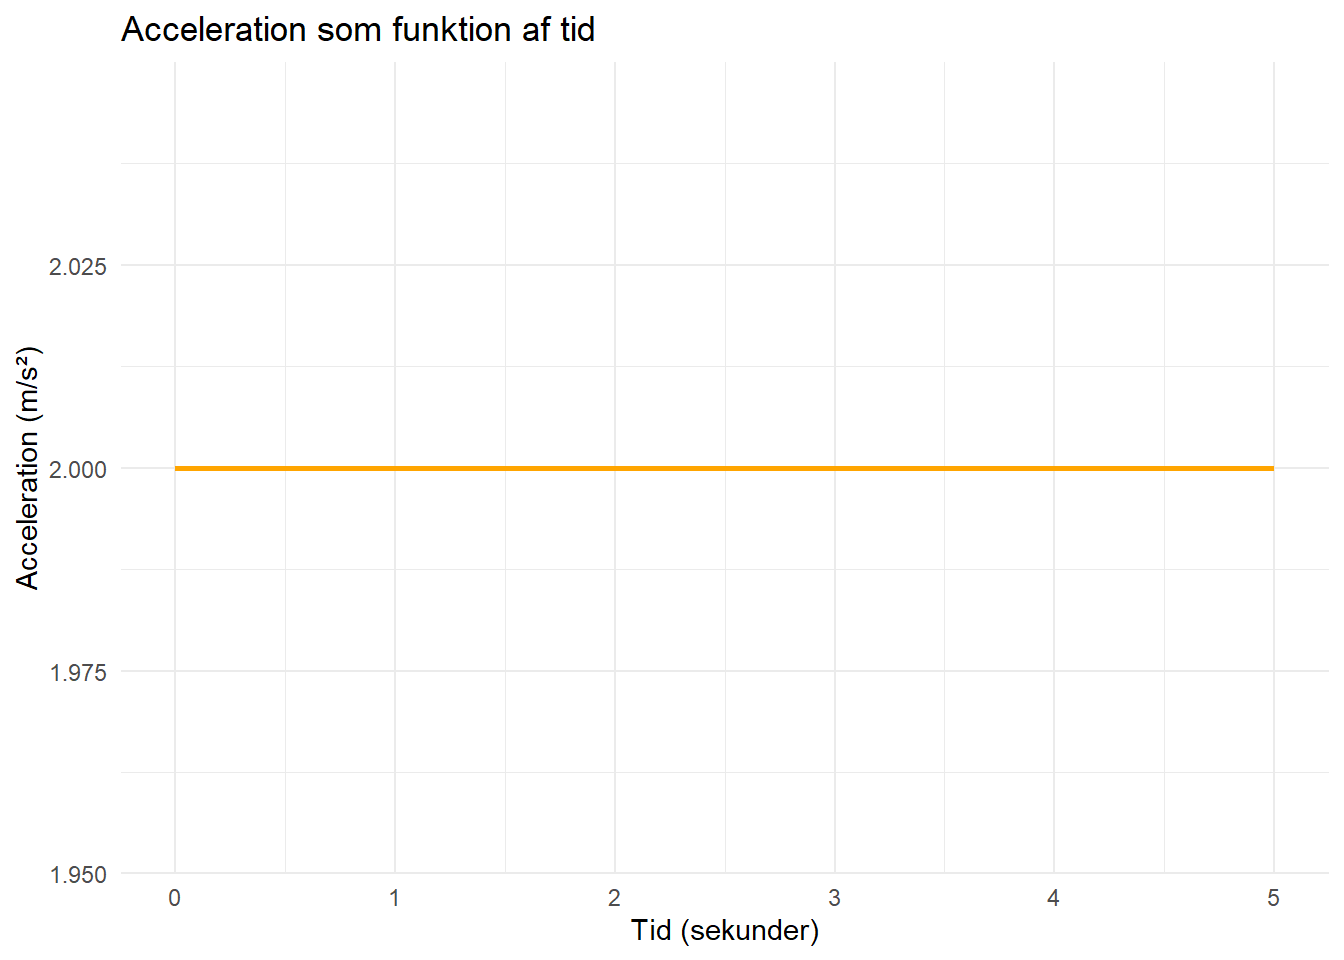 Acceleration som funktion af tid
Acceleration (m/s²)
2.025
2.000
1.975
1.950
0 1 2 3 4 5
Tid (sekunder)